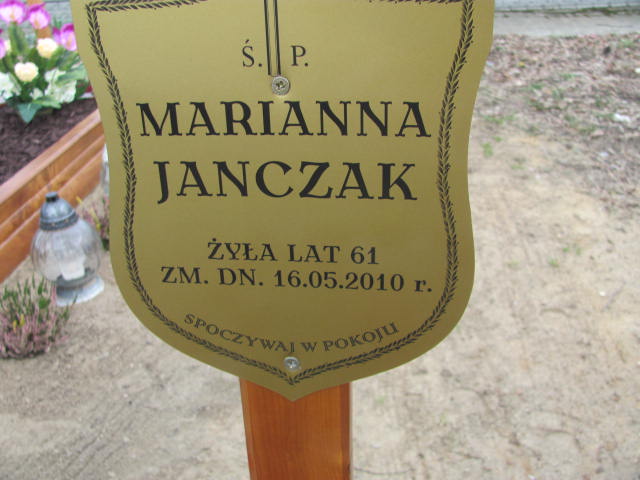 Ś. P.
MARIANNA
JANCZAK
ŻYŁA LAT 61
ZM. DN. 16.05.2010 r.
SPOCZYWAJ W POKOJU